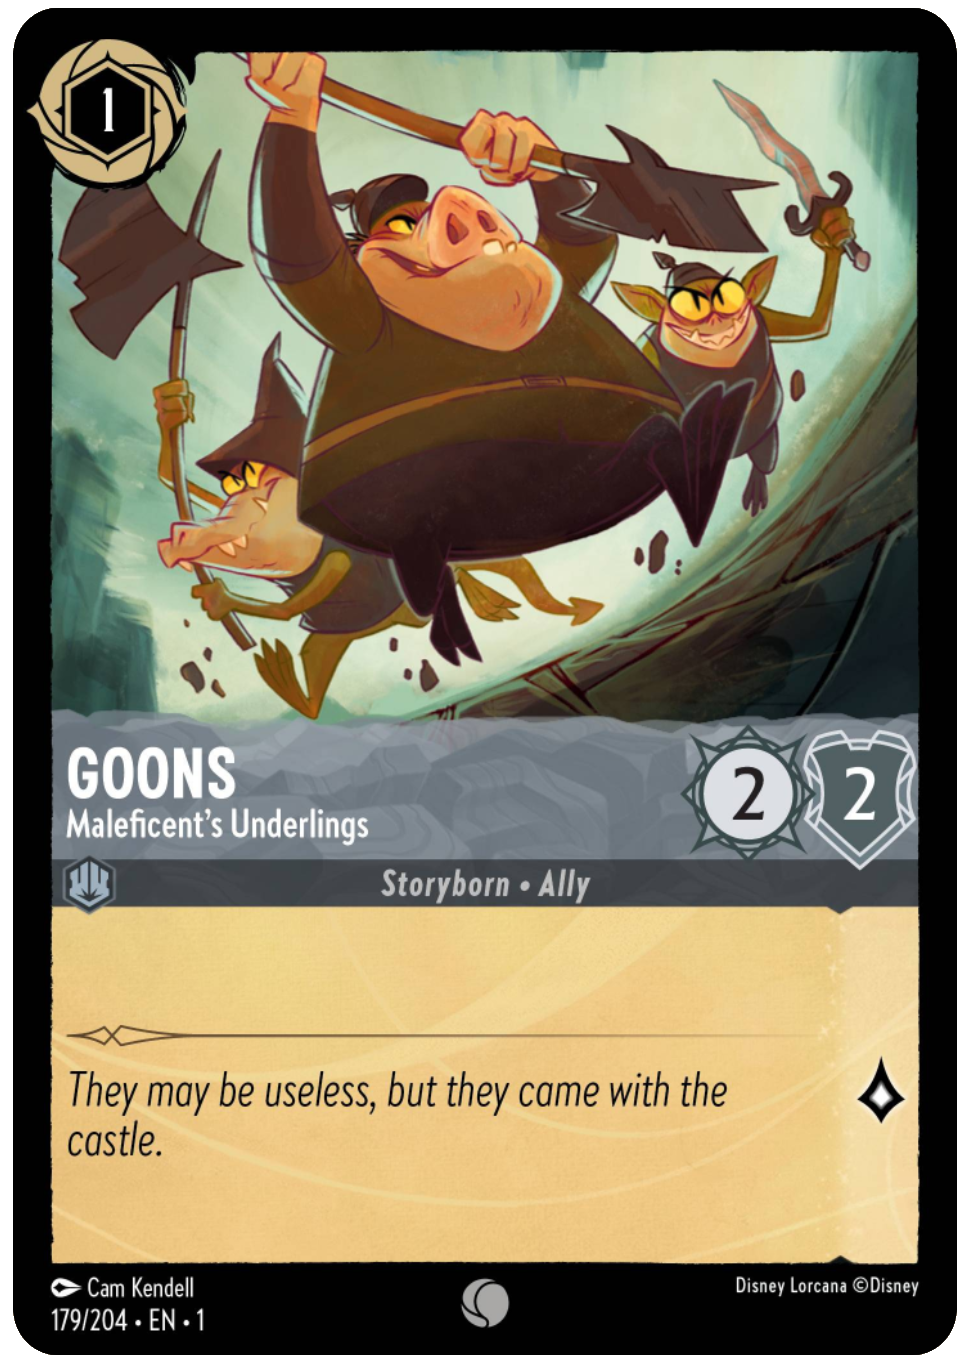 1
GOONS
Maleficent's Underlings
2 2
Storyborn • Ally
They may be useless, but they came with the
castle.
Cam Kendell
179/204 • EN • 1
Disney Lorcana ©Disney